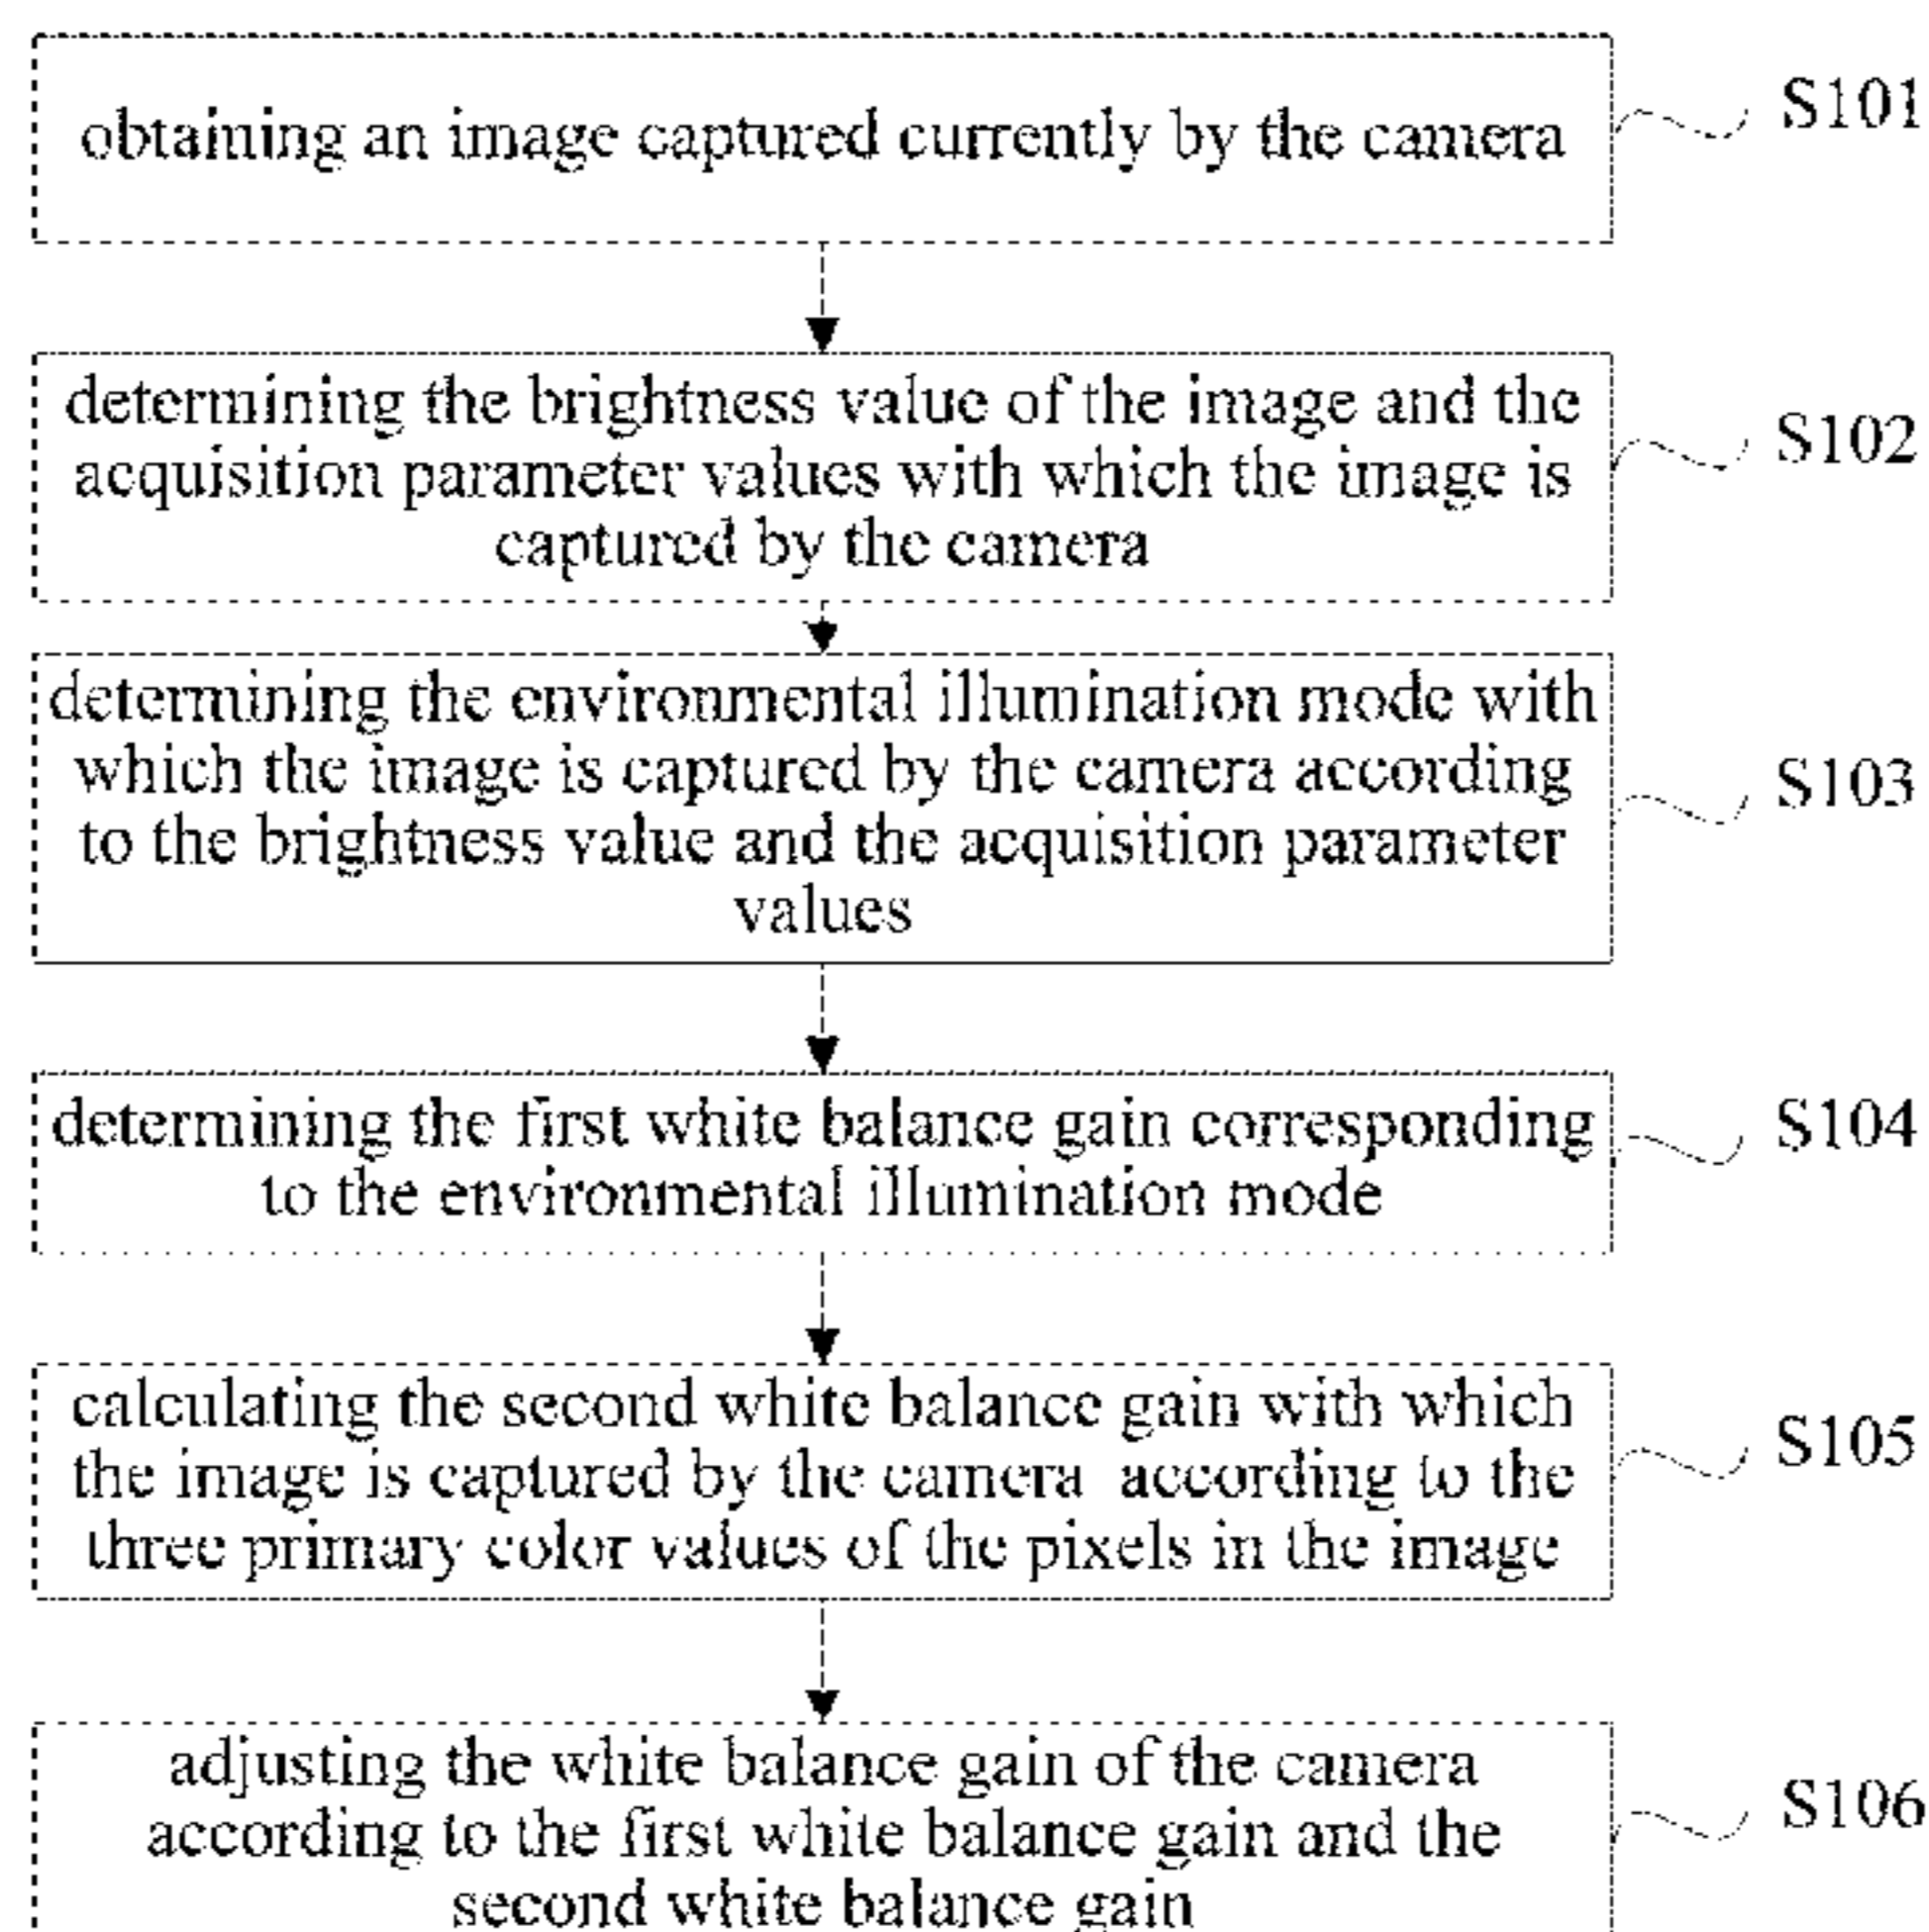 obtaining an image captured currently by the camera
S101
determining the brightness value of the image and the
acquisition parameter values with which the image is
captured by the camera
S102
determining the environmental illumination mode with
which the image is captured by the camera according
to the brightness value and the acquisition parameter
values
S103
determining the first white balance gain corresponding
to the environmental illumination mode
S104
calculating the second white balance gain with which
the image is captured by the camera according to the
three primary color values of the pixels in the image
S105
adjusting the white balance gain of the camera
according to the first white balance gain and the
second white balance gain
S106